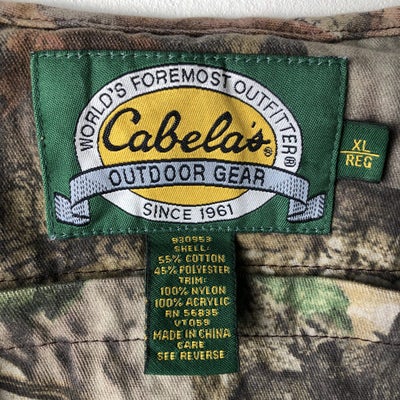 WORLD'S FOREMOST OUTFITTER®
Cabela's®
OUTDOOR GEAR
SINCE 1961
XL
REG
930953
SHELL:
55% COTTON
45% POLYESTER
TRIM:
100% NYLON
100% ACRYLIC
RN 56835
VT059
MADE IN CHINA
CARE
SEE REVERSE